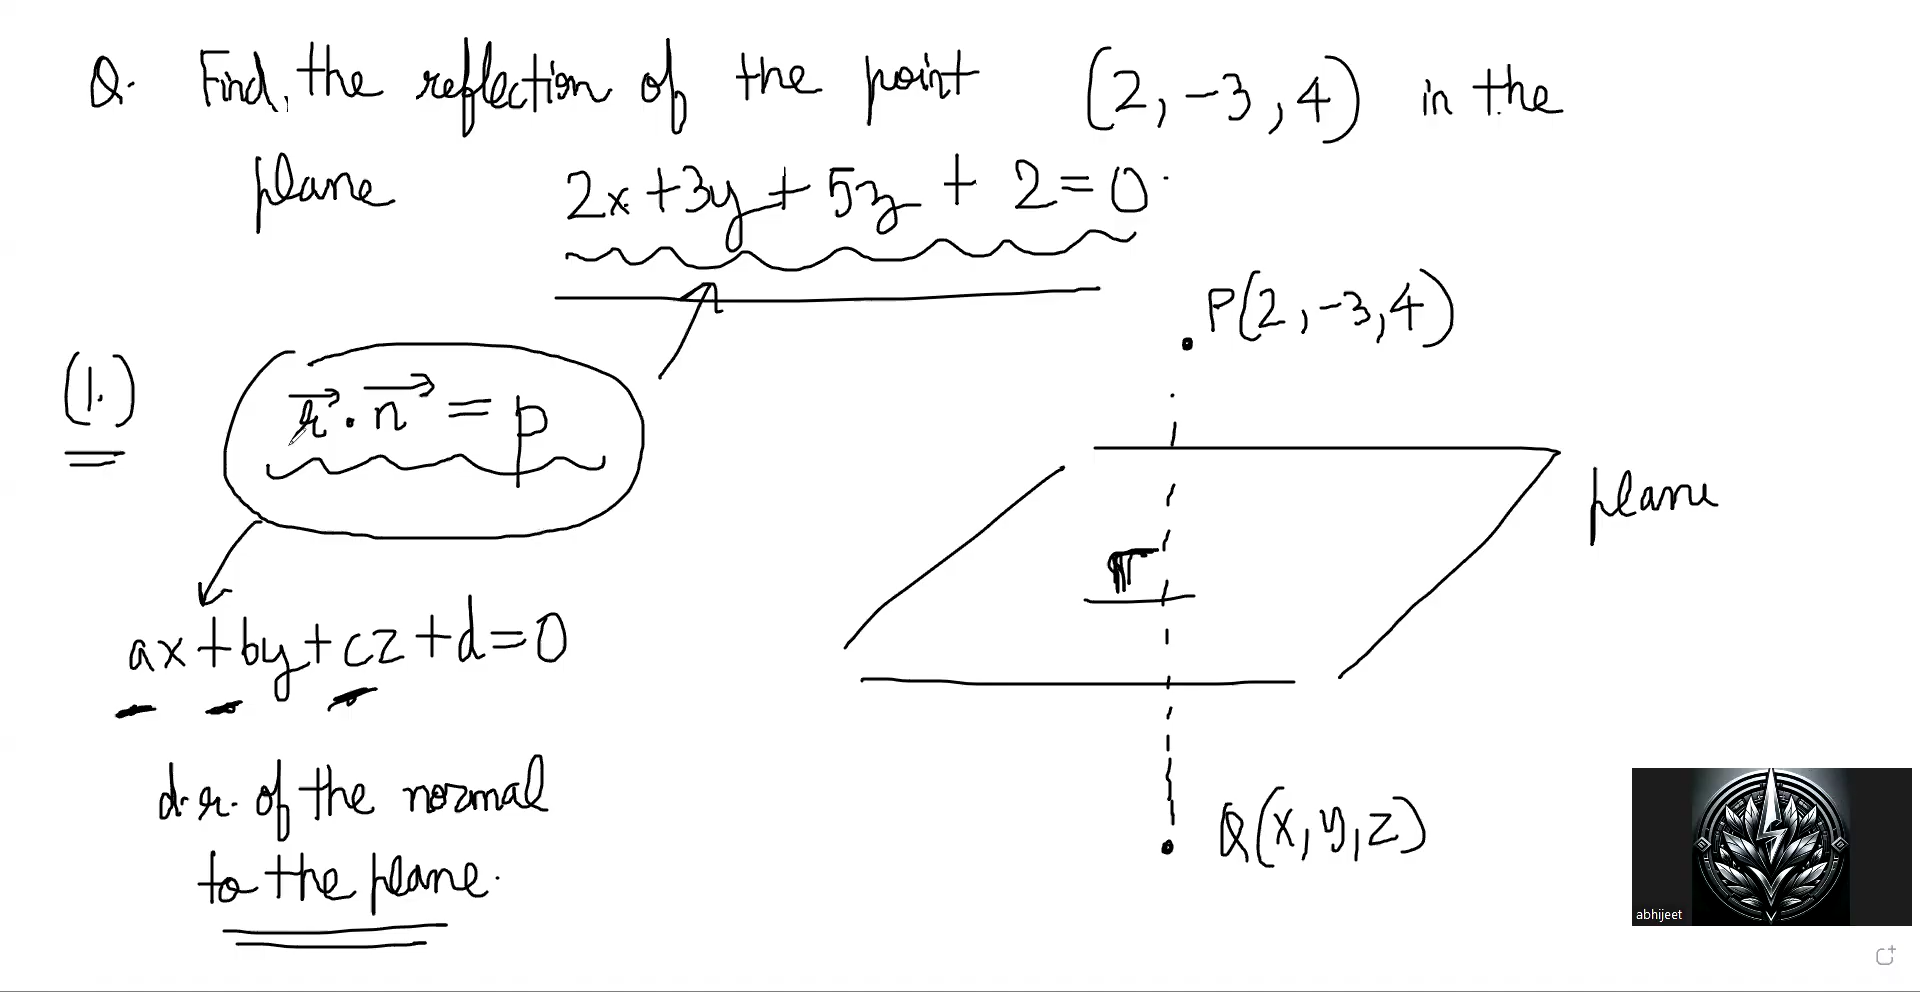 Q. Find the reflection of the point (2, -3, 4) in the
plane 2x + 3y + 5z + 2 = 0.
P(2, -3, 4)
(1.)
r⃗ . n⃗ = p
plane
π
ax + by + cz + d = 0
d.r. of the normal
to the plane.
Q(x, y, z)
abhijeet